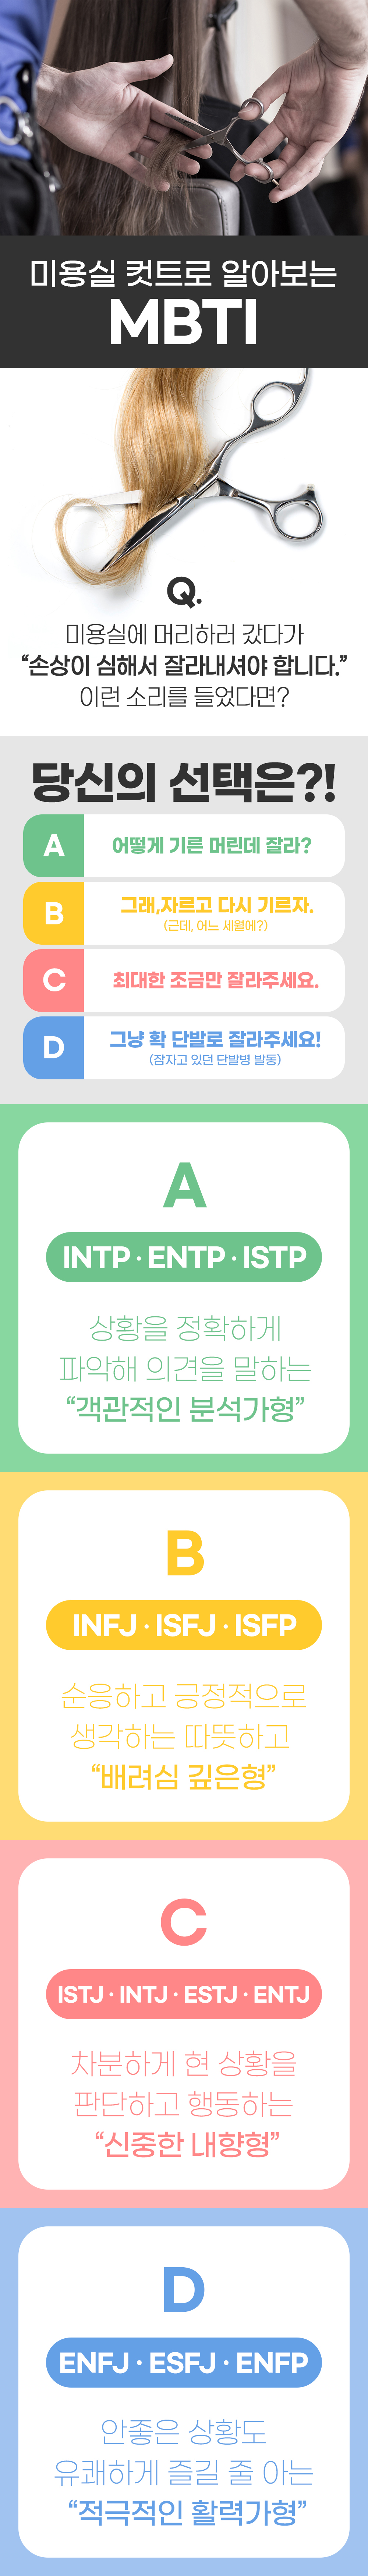 미용실 컷트로 알아보는
MBTI
Q.
미용실에 머리하러 갔다가
“손상이 심해서 잘라내셔야 합니다.”
이런 소리를 들었다면?
당신의 선택은?!
A 어떻게 기른 머린데 잘라?
B 그래,자르고 다시 기르자.
(근데, 어느 세월에?)
C 최대한 조금만 잘라주세요.
D 그냥 확 단발로 잘라주세요!
(잠자고 있던 단발병 발동)
A
INTP · ENTP · ISTP
상황을 정확하게
파악해 의견을 말하는
“객관적인 분석가형”
B
INFJ · ISFJ · ISFP
순응하고 긍정적으로
생각하는 따뜻하고
“배려심 깊은형”
C
ISTJ · INTJ · ESTJ · ENTJ
차분하게 현 상황을
판단하고 행동하는
“신중한 내향형”
D
ENFJ · ESFJ · ENFP
안좋은 상황도
유쾌하게 즐길 줄 아는
“적극적인 활력가형”